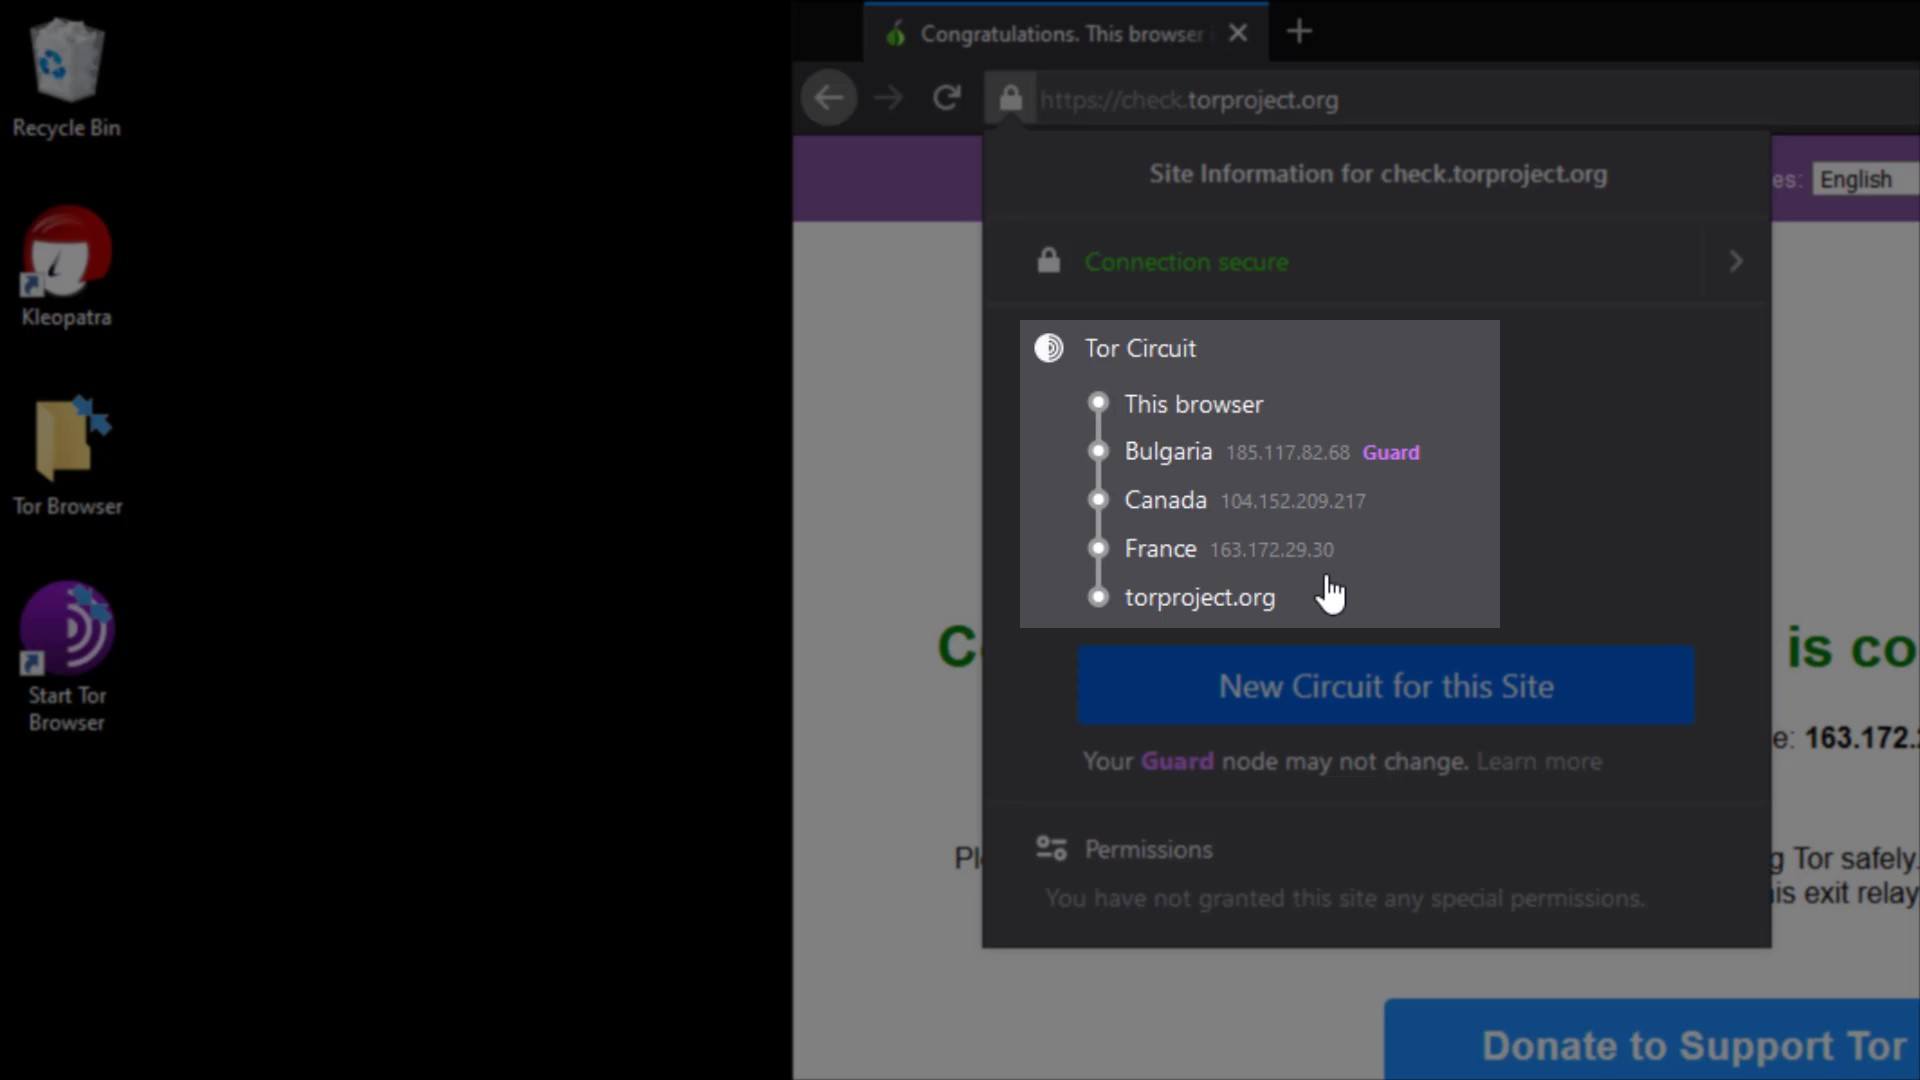 Recycle Bin
Kleopatra
Tor Browser
Start Tor
Browser
Congratulations. This browser
https://check.torproject.org
Site Information for check.torproject.org
es: English
Connection secure
Tor Circuit
This browser
Bulgaria 185.117.82.68 Guard
Canada 104.152.209.217
France 163.172.29.30
torproject.org
C
is co
New Circuit for this Site
e: 163.172.
Your Guard node may not change. Learn more
Permissions
Pl
g Tor safely.
You have not granted this site any special permissions.
is exit relay
Donate to Support Tor